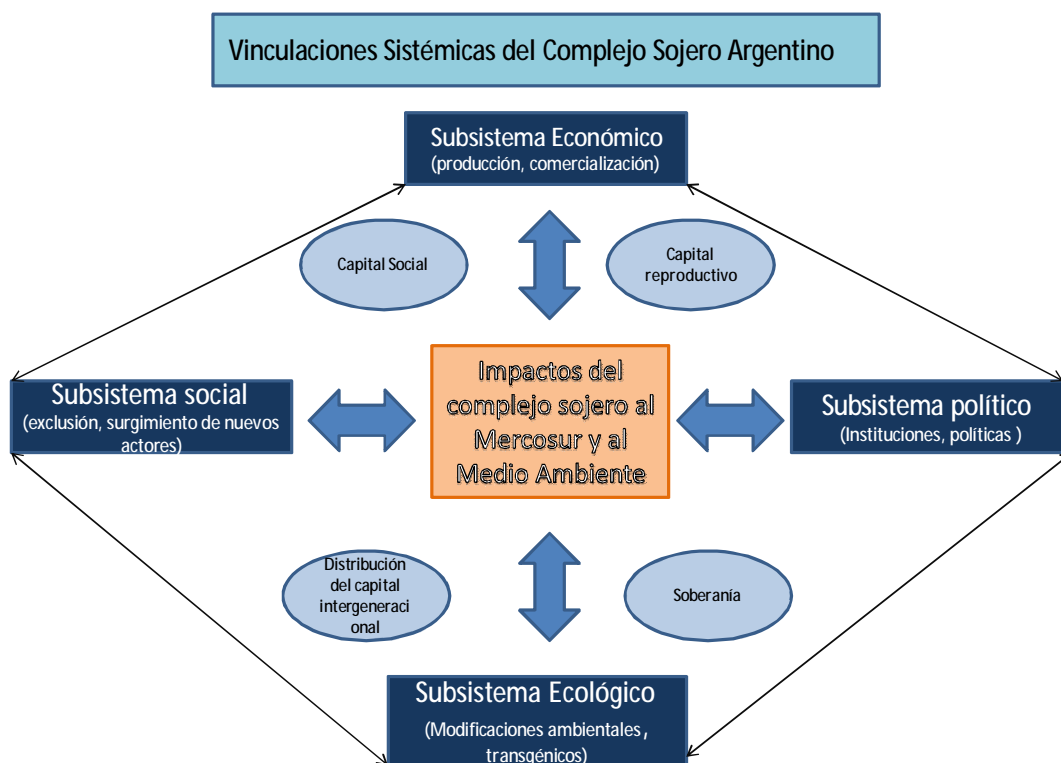 Vinculaciones Sistémicas del Complejo Sojero Argentino
Subsistema Económico
(producción, comercialización)
Capital Social
Capital
reproductivo
Subsistema social
(exclusión, surgimiento de nuevos
actores)
Impactos del
complejo sojero al
Mercosur y al
Medio Ambiente
Subsistema político
(Instituciones, políticas )
Distribución
del capital
intergeneraci
onal
Soberanía
Subsistema Ecológico
(Modificaciones ambientales ,
transgénicos)